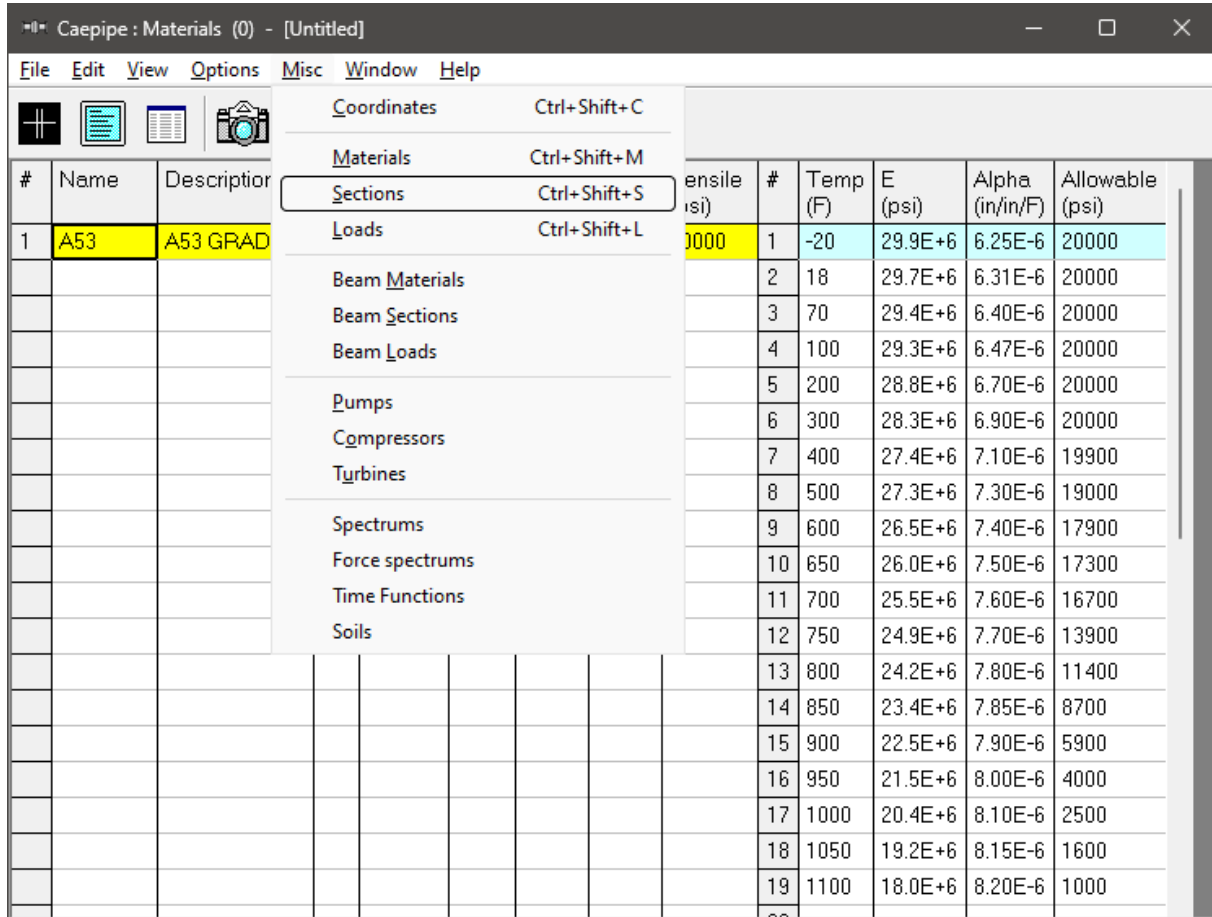 Caepipe : Materials (0) - [Untitled]
File Edit View Options Misc Window Help
Coordinates Ctrl+Shift+C
Materials Ctrl+Shift+M
Sections Ctrl+Shift+S
Loads Ctrl+Shift+L
Beam Materials
Beam Sections
Beam Loads
Pumps
Compressors
Turbines
Spectrums
Force spectrums
Time Functions
Soils
# Name Description
1 A53 A53 GRAD
# Temp (F) E (psi) Alpha (in/in/F) Allowable (psi)
1 -20 29.9E+6 6.25E-6 20000
2 18 29.7E+6 6.31E-6 20000
3 70 29.4E+6 6.40E-6 20000
4 100 29.3E+6 6.47E-6 20000
5 200 28.8E+6 6.70E-6 20000
6 300 28.3E+6 6.90E-6 20000
7 400 27.4E+6 7.10E-6 19900
8 500 27.3E+6 7.30E-6 19000
9 600 26.5E+6 7.40E-6 17900
10 650 26.0E+6 7.50E-6 17300
11 700 25.5E+6 7.60E-6 16700
12 750 24.9E+6 7.70E-6 13900
13 800 24.2E+6 7.80E-6 11400
14 850 23.4E+6 7.85E-6 8700
15 900 22.5E+6 7.90E-6 5900
16 950 21.5E+6 8.00E-6 4000
17 1000 20.4E+6 8.10E-6 2500
18 1050 19.2E+6 8.15E-6 1600
19 1100 18.0E+6 8.20E-6 1000